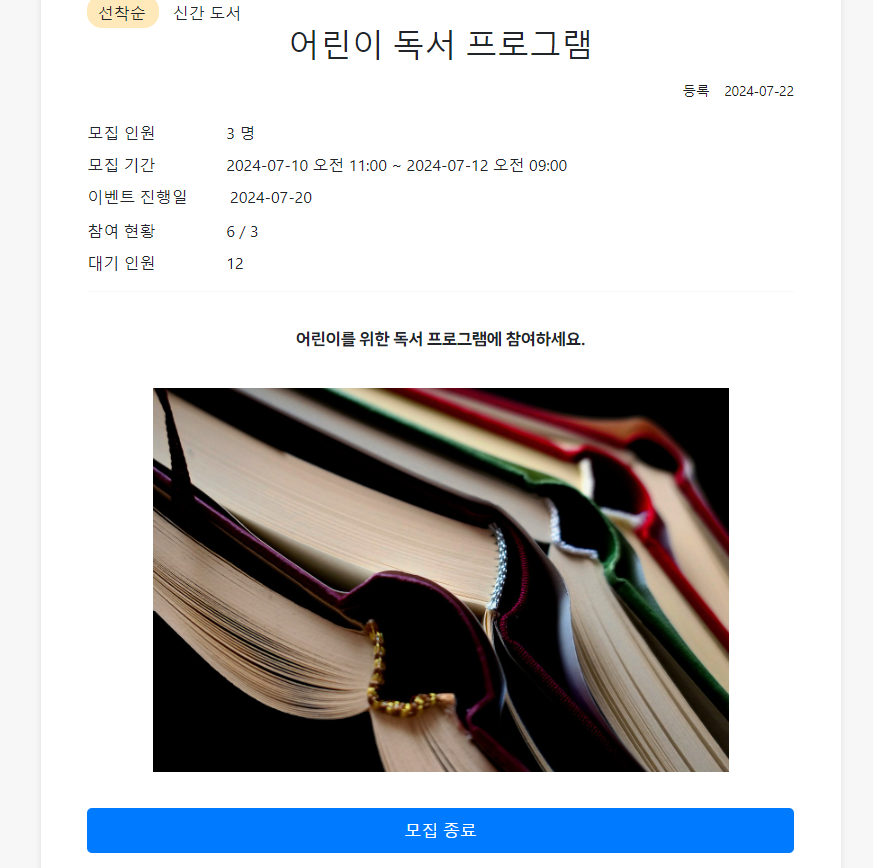 선착순 신간 도서
어린이 독서 프로그램
등록 2024-07-22
모집 인원 3 명
모집 기간 2024-07-10 오전 11:00 ~ 2024-07-12 오전 09:00
이벤트 진행일 2024-07-20
참여 현황 6 / 3
대기 인원 12
어린이를 위한 독서 프로그램에 참여하세요.
모집 종료